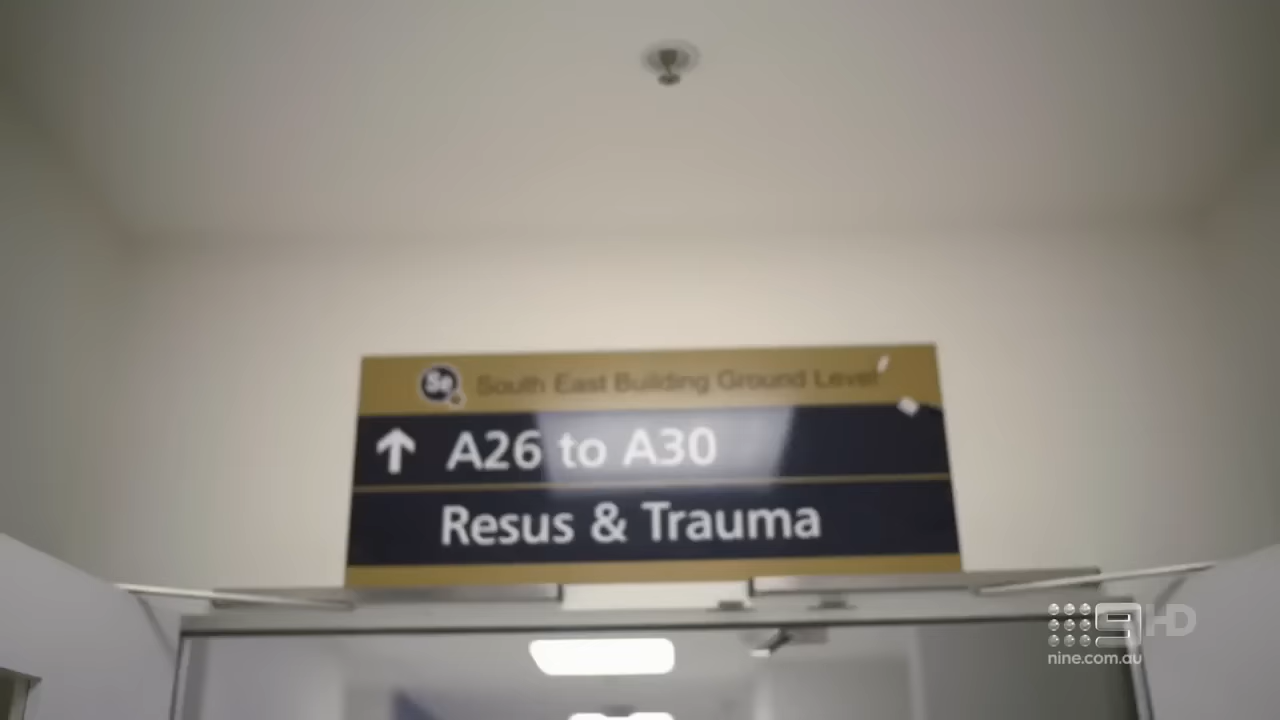 Se South East Building Ground Level
↑ A26 to A30
Resus & Trauma
9HD
nine.com.au